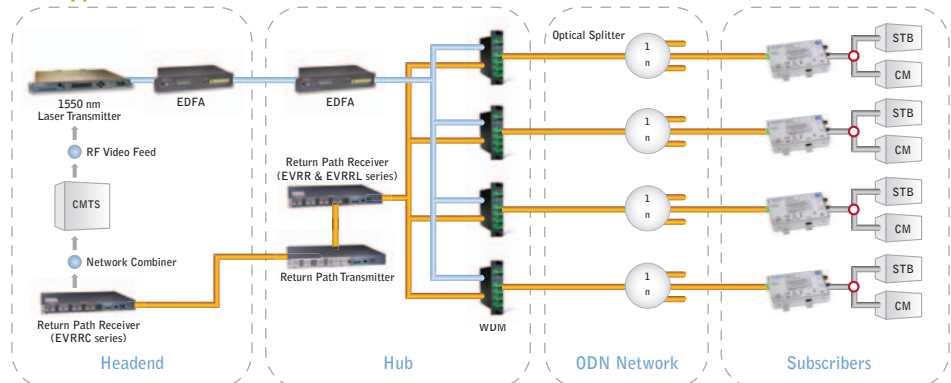 1550 nm
Laser Transmitter
EDFA
EDFA
RF Video Feed
CMTS
Network Combiner
Return Path Receiver
(EVRRC series)
Headend
Return Path Receiver
(EVRR & EVRRL series)
Return Path Transmitter
WDM
Hub
Optical Splitter
1
n
1
n
1
n
1
n
ODN Network
STB
CM
STB
CM
STB
CM
STB
CM
Subscribers